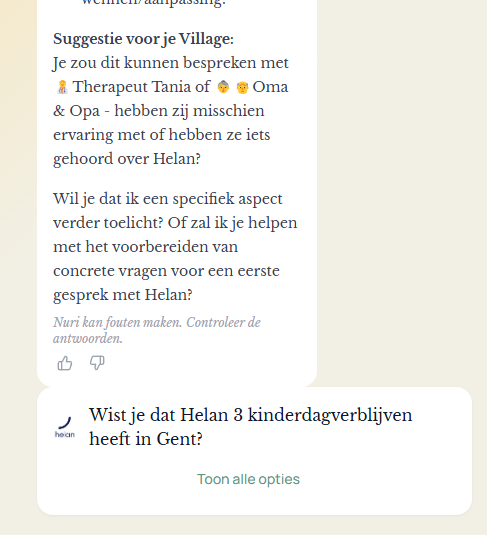 wennen/aanpassing.
Suggestie voor je Village:
Je zou dit kunnen bespreken met
Therapeut Tania of Oma
& Opa - hebben zij misschien
ervaring met of hebben ze iets
gehoord over Helan?
Wil je dat ik een specifiek aspect
verder toelicht? Of zal ik je helpen
met het voorbereiden van
concrete vragen voor een eerste
gesprek met Helan?
Nuri kan fouten maken. Controleer de
antwoorden.
helan
Wist je dat Helan 3 kinderdagverblijven
heeft in Gent?
Toon alle opties